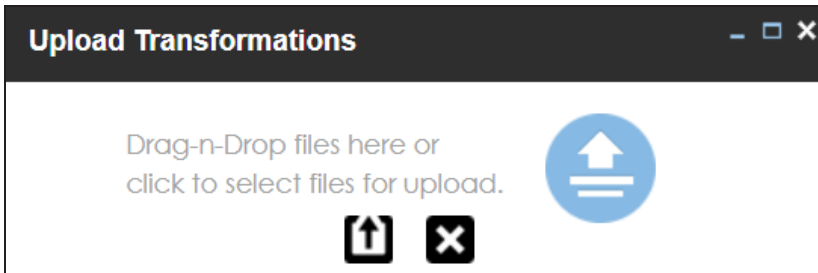 Upload Transformations
Drag-n-Drop files here or
click to select files for upload.